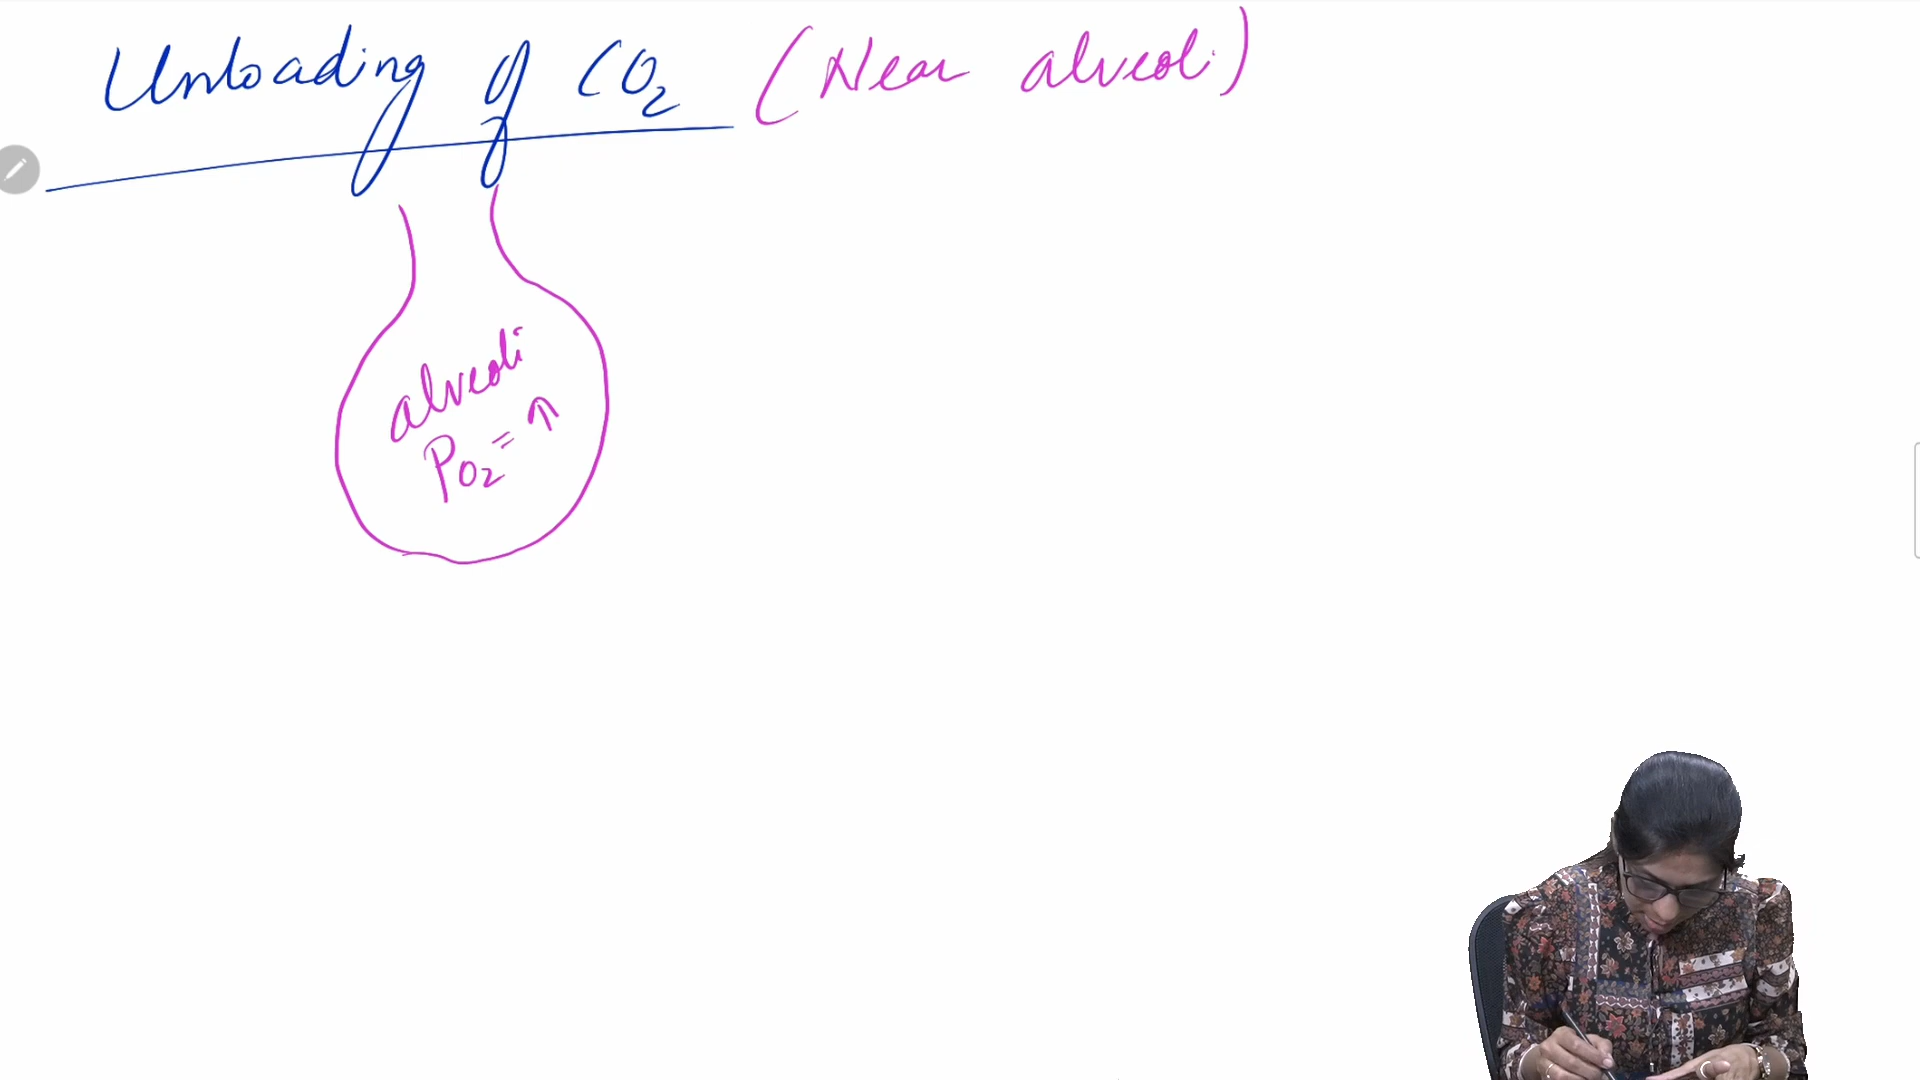 Unloading of CO2 (Near alveoli)
alveoli
PO2 = ↑